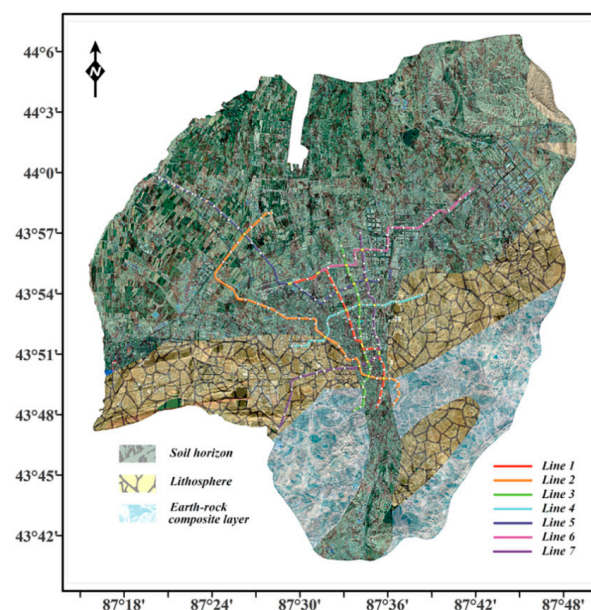 44°6'
N
44°3'
44°0'
43°57'
43°54'
43°51'
43°48'
43°45'
43°42'
Soil horizon
Lithosphere
Earth-rock
composite layer
Line 1
Line 2
Line 3
Line 4
Line 5
Line 6
Line 7
87°18' 87°24' 87°30' 87°36' 87°42' 87°48'